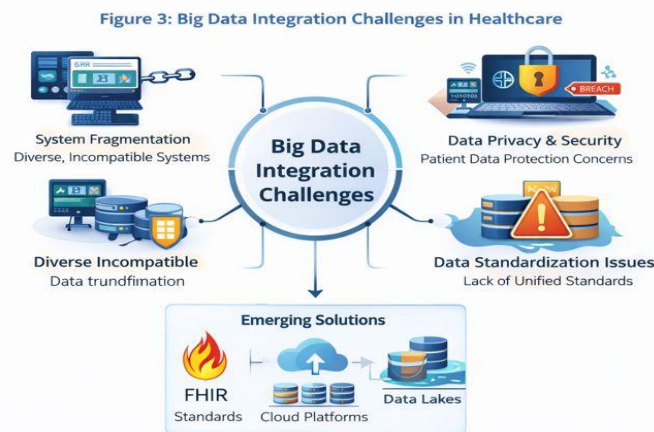 Figure 3: Big Data Integration Challenges in Healthcare
System Fragmentation
Diverse, Incompatible Systems
Big Data
Integration
Challenges
BREACH
Data Privacy & Security
Patient Data Protection Concerns
Diverse Incompatible
Data trundfimation
Data Standardization Issues
Lack of Unified Standards
Emerging Solutions
FHIR
Standards
Cloud Platforms
Data Lakes